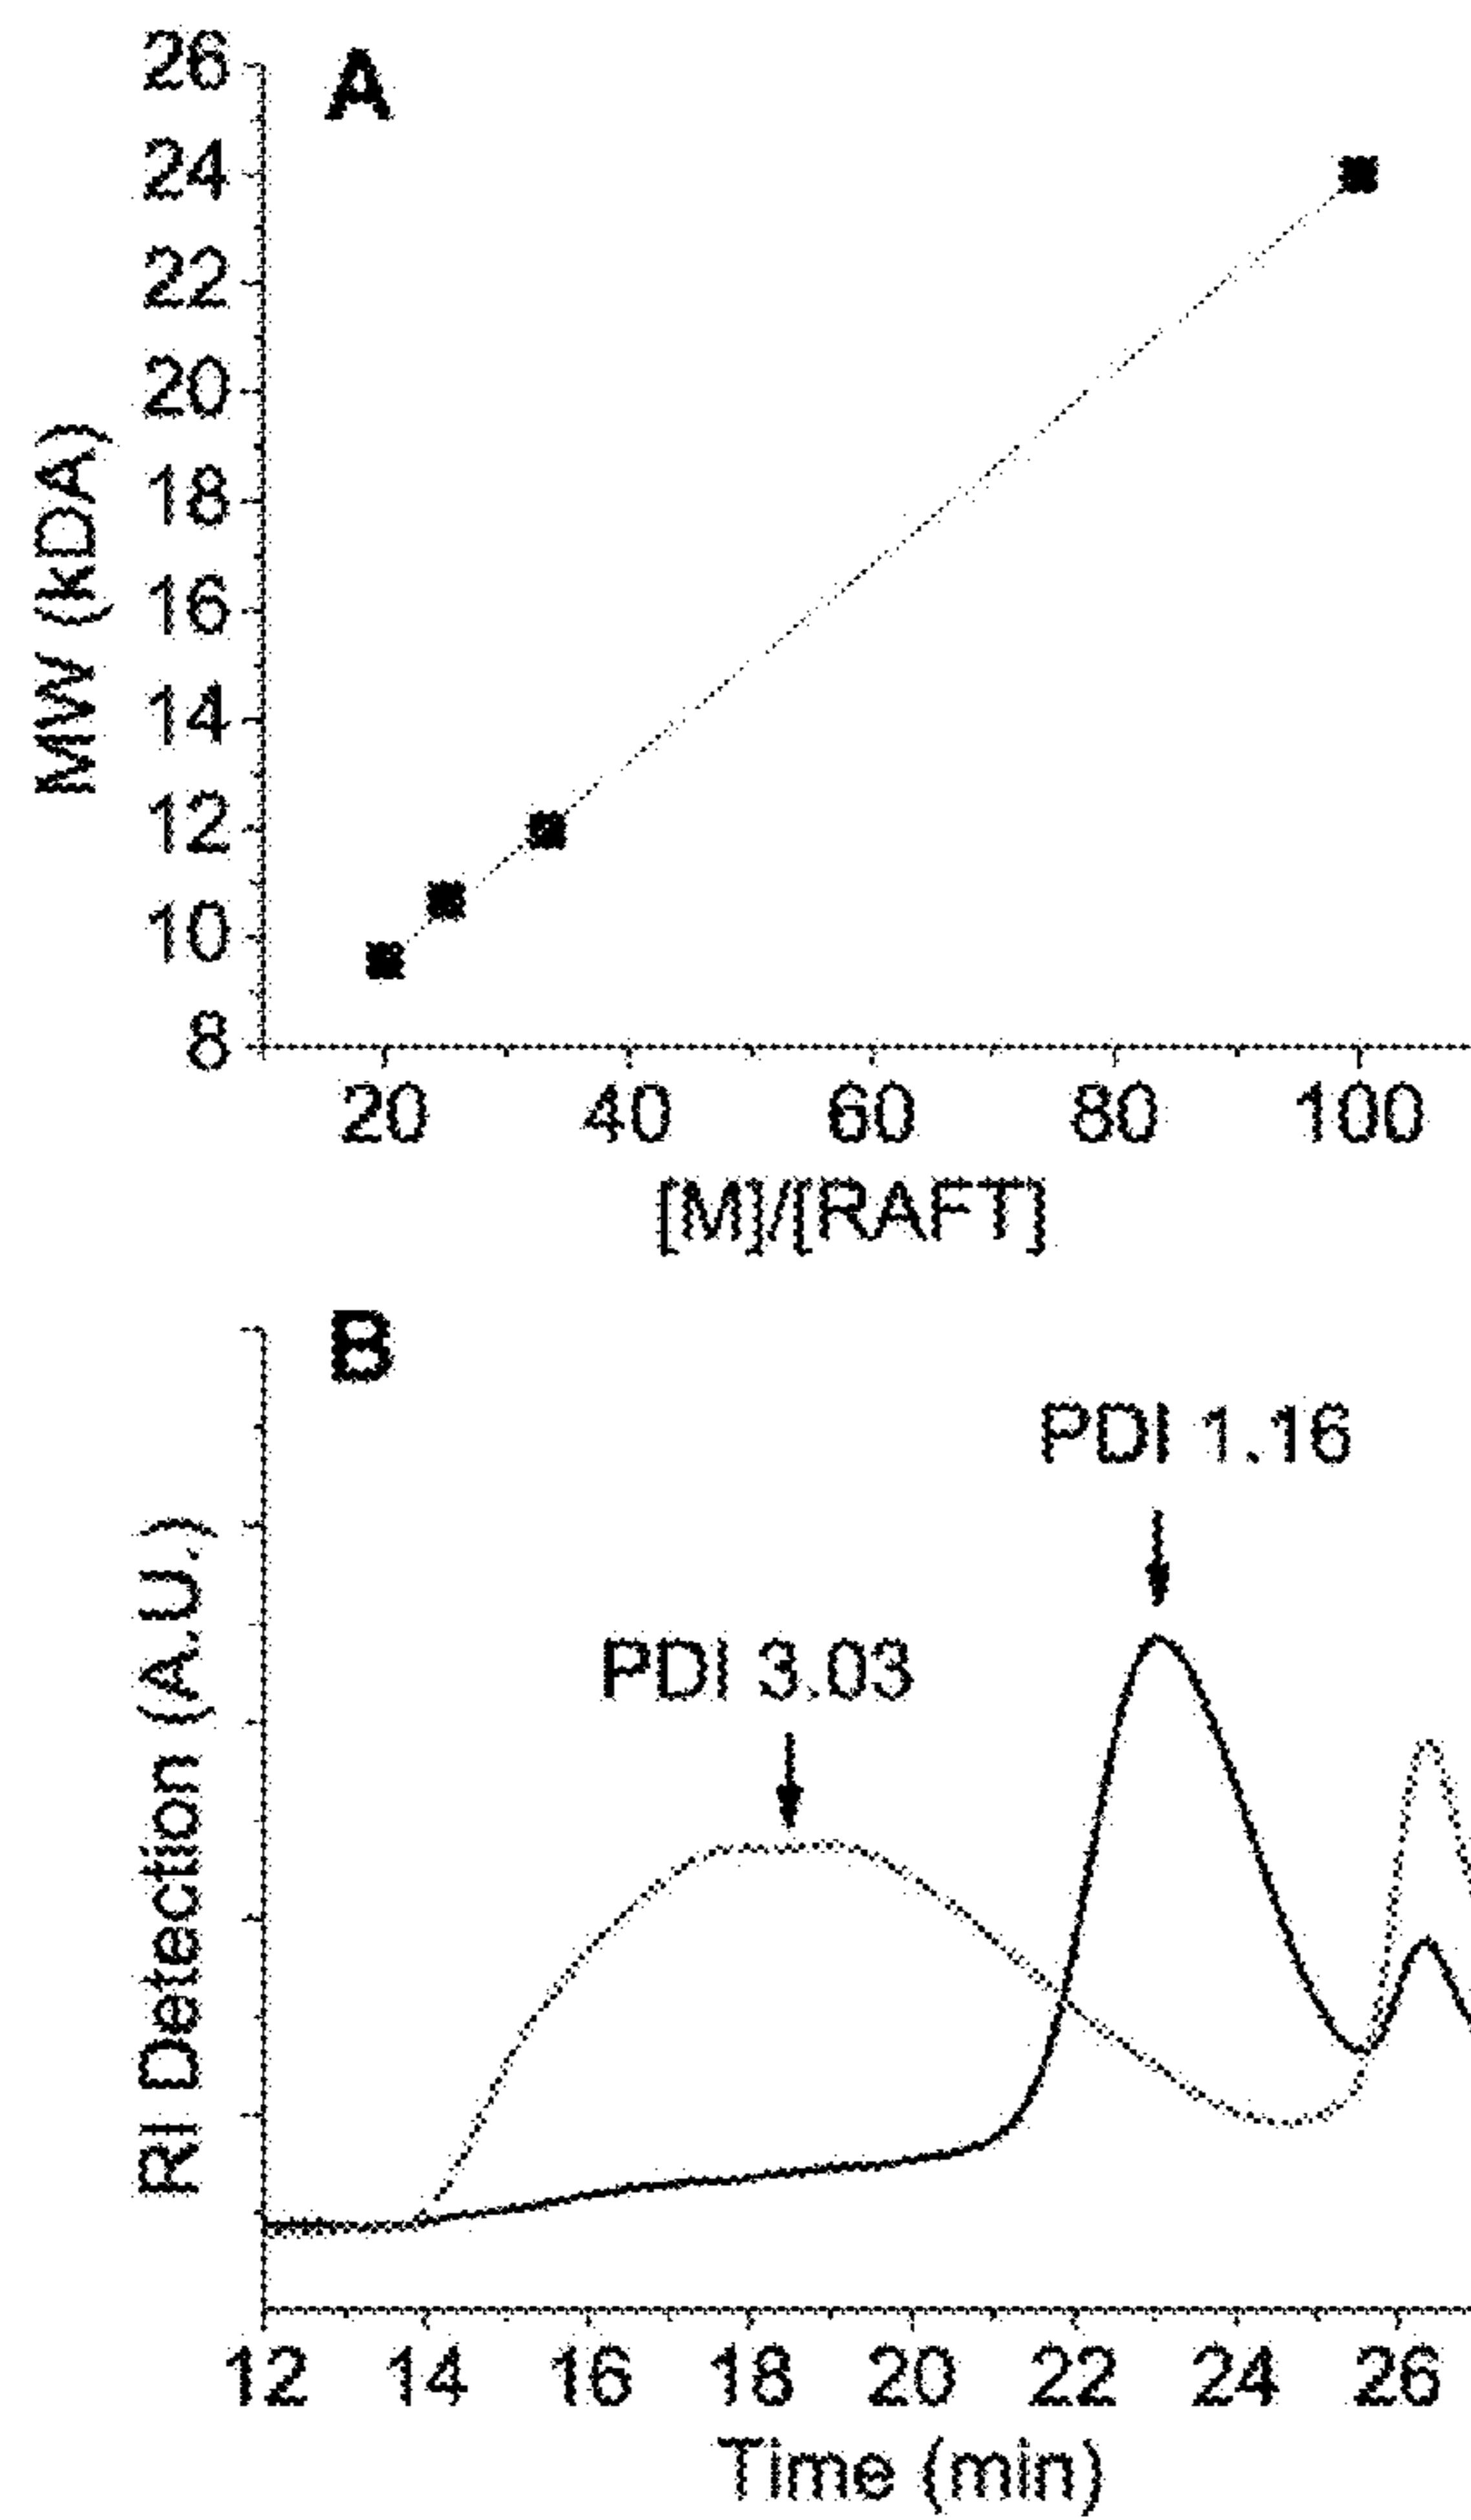 A
26
24
22
20
18
16
14
12
10
8
MW (KDA)
20 40 60 80 100
[M]/[RAFT]
B
PDI 1.16
PDI 3.03
RI Detection (A.U.)
12 14 16 18 20 22 24 26
Time (min)